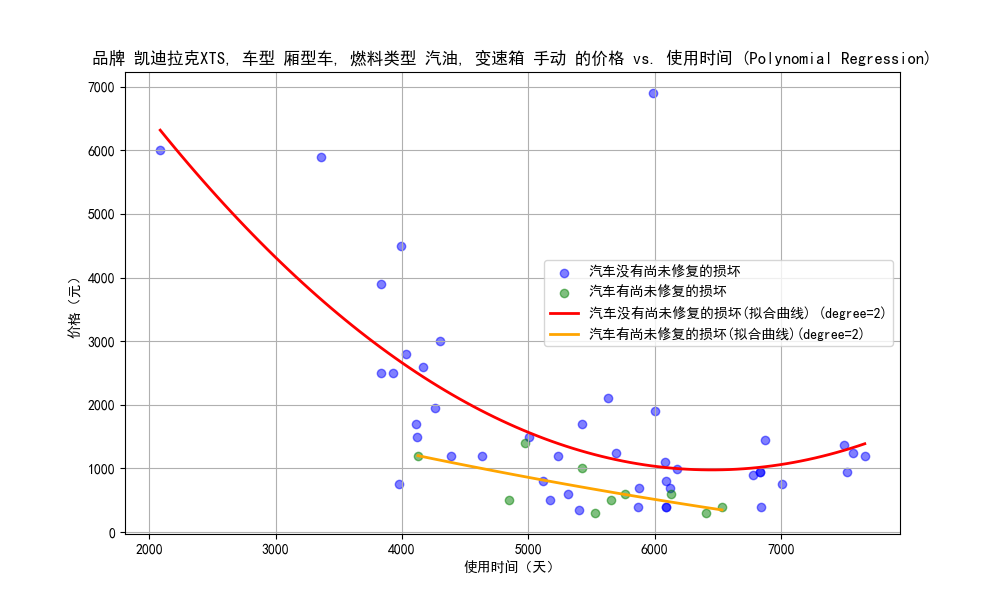 品牌 凯迪拉克XTS, 车型 厢型车, 燃料类型 汽油, 变速箱 手动 的价格 vs. 使用时间 (Polynomial Regression)
7000
6000
5000
4000
3000
2000
1000
0
价格（元）
汽车没有尚未修复的损坏
汽车有尚未修复的损坏
汽车没有尚未修复的损坏(拟合曲线) (degree=2)
汽车有尚未修复的损坏(拟合曲线)(degree=2)
2000 3000 4000 5000 6000 7000
使用时间（天）